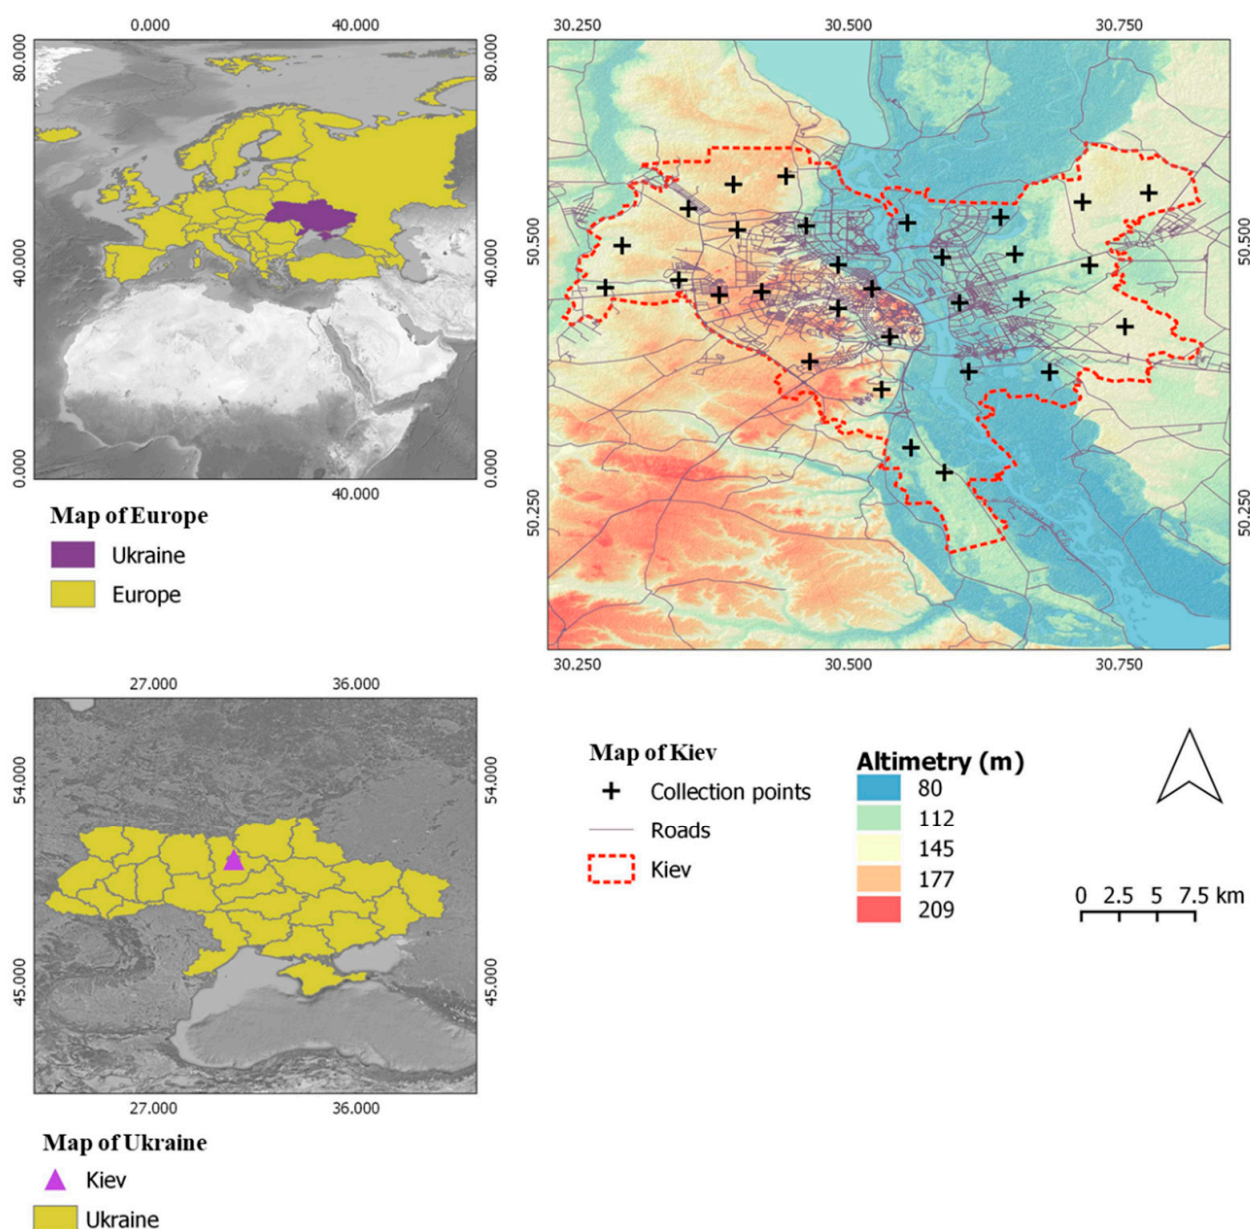 0.000 40.000
80.000 80.000
40.000 40.000
0.000 0.000
40.000
Map of Europe
Ukraine
Europe
30.250 30.500 30.750
50.500 50.500
50.250 50.250
30.250 30.500 30.750
27.000 36.000
54.000 54.000
45.000 45.000
27.000 36.000
Map of Ukraine
Kiev
Ukraine
Map of Kiev
Collection points
Roads
Kiev
Altimetry (m)
80
112
145
177
209
0 2.5 5 7.5 km